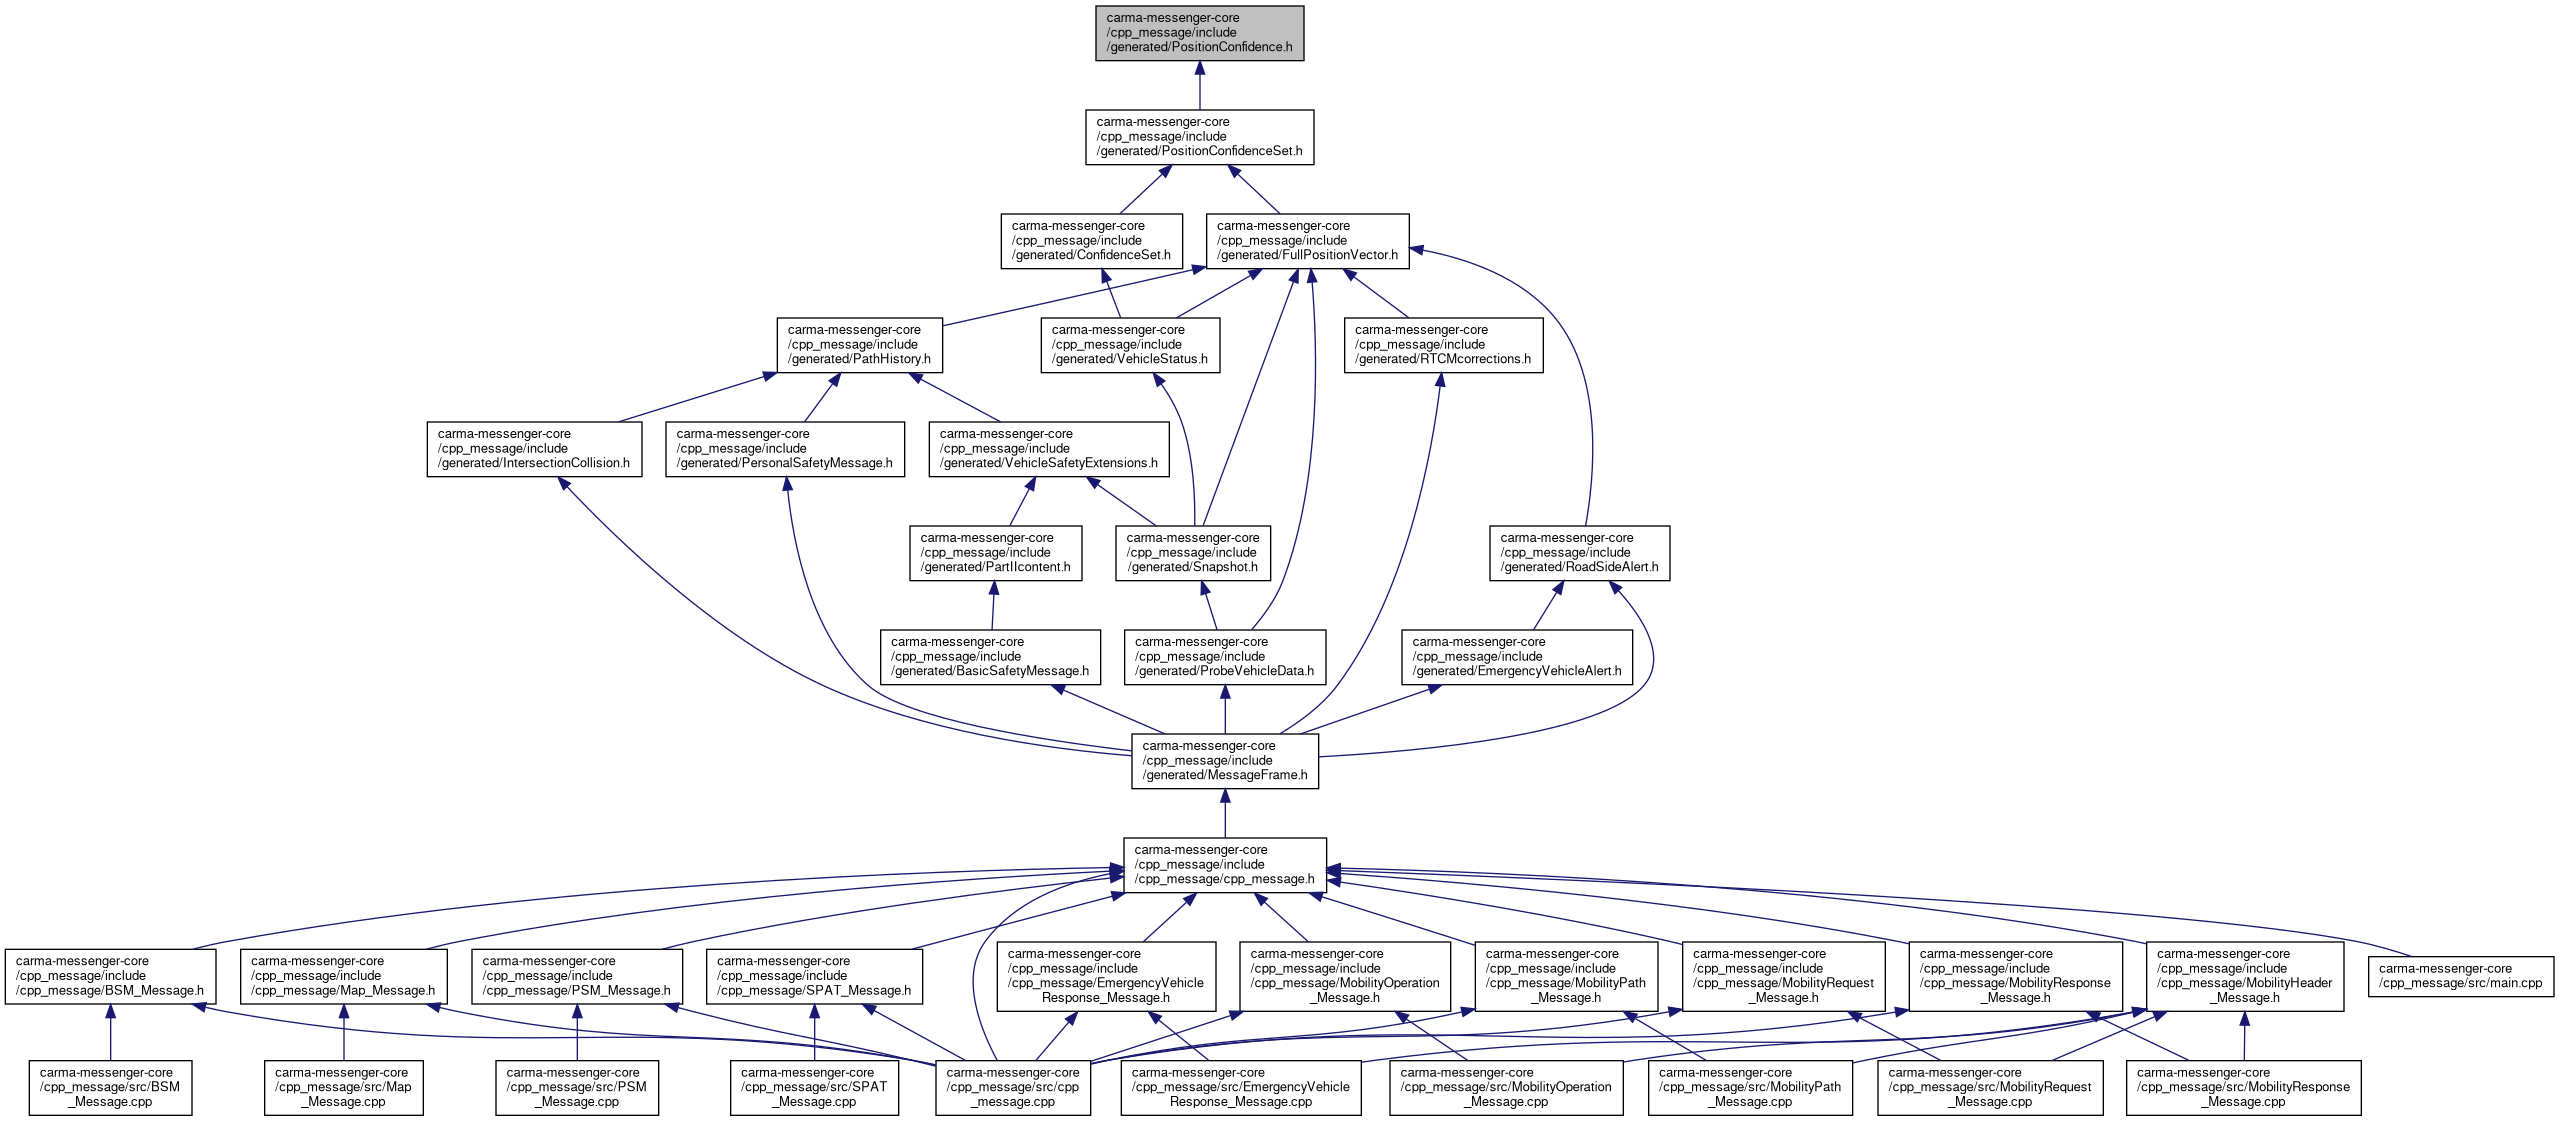 carma-messenger-core
/cpp_message/include
/generated/PositionConfidence.h
carma-messenger-core
/cpp_message/include
/generated/PositionConfidenceSet.h
carma-messenger-core
/cpp_message/include
/generated/ConfidenceSet.h
carma-messenger-core
/cpp_message/include
/generated/FullPositionVector.h
carma-messenger-core
/cpp_message/include
/generated/PathHistory.h
carma-messenger-core
/cpp_message/include
/generated/VehicleStatus.h
carma-messenger-core
/cpp_message/include
/generated/RTCMcorrections.h
carma-messenger-core
/cpp_message/include
/generated/IntersectionCollision.h
carma-messenger-core
/cpp_message/include
/generated/PersonalSafetyMessage.h
carma-messenger-core
/cpp_message/include
/generated/VehicleSafetyExtensions.h
carma-messenger-core
/cpp_message/include
/generated/PartIIcontent.h
carma-messenger-core
/cpp_message/include
/generated/Snapshot.h
carma-messenger-core
/cpp_message/include
/generated/RoadSideAlert.h
carma-messenger-core
/cpp_message/include
/generated/BasicSafetyMessage.h
carma-messenger-core
/cpp_message/include
/generated/ProbeVehicleData.h
carma-messenger-core
/cpp_message/include
/generated/EmergencyVehicleAlert.h
carma-messenger-core
/cpp_message/include
/generated/MessageFrame.h
carma-messenger-core
/cpp_message/include
/cpp_message/cpp_message.h
carma-messenger-core
/cpp_message/include
/cpp_message/BSM_Message.h
carma-messenger-core
/cpp_message/include
/cpp_message/Map_Message.h
carma-messenger-core
/cpp_message/include
/cpp_message/PSM_Message.h
carma-messenger-core
/cpp_message/include
/cpp_message/SPAT_Message.h
carma-messenger-core
/cpp_message/include
/cpp_message/EmergencyVehicle
Response_Message.h
carma-messenger-core
/cpp_message/include
/cpp_message/MobilityOperation
_Message.h
carma-messenger-core
/cpp_message/include
/cpp_message/MobilityPath
_Message.h
carma-messenger-core
/cpp_message/include
/cpp_message/MobilityRequest
_Message.h
carma-messenger-core
/cpp_message/include
/cpp_message/MobilityResponse
_Message.h
carma-messenger-core
/cpp_message/include
/cpp_message/MobilityHeader
_Message.h
carma-messenger-core
/cpp_message/src/main.cpp
carma-messenger-core
/cpp_message/src/BSM
_Message.cpp
carma-messenger-core
/cpp_message/src/Map
_Message.cpp
carma-messenger-core
/cpp_message/src/PSM
_Message.cpp
carma-messenger-core
/cpp_message/src/SPAT
_Message.cpp
carma-messenger-core
/cpp_message/src/cpp
_message.cpp
carma-messenger-core
/cpp_message/src/EmergencyVehicle
Response_Message.cpp
carma-messenger-core
/cpp_message/src/MobilityOperation
_Message.cpp
carma-messenger-core
/cpp_message/src/MobilityPath
_Message.cpp
carma-messenger-core
/cpp_message/src/MobilityRequest
_Message.cpp
carma-messenger-core
/cpp_message/src/MobilityResponse
_Message.cpp